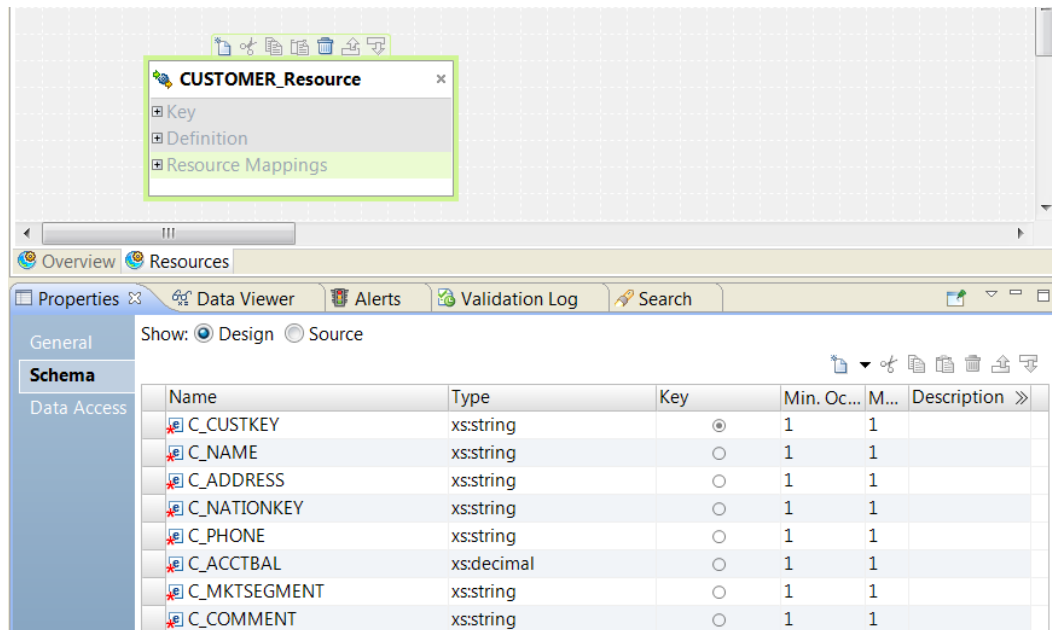 CUSTOMER_Resource
Key
Definition
Resource Mappings
Overview Resources
Properties Data Viewer Alerts Validation Log Search
General
Schema
Data Access
Show: Design Source
Name Type Key Min. Oc... M... Description
C_CUSTKEY xs:string 1 1
C_NAME xs:string 1 1
C_ADDRESS xs:string 1 1
C_NATIONKEY xs:string 1 1
C_PHONE xs:string 1 1
C_ACCTBAL xs:decimal 1 1
C_MKTSEGMENT xs:string 1 1
C_COMMENT xs:string 1 1